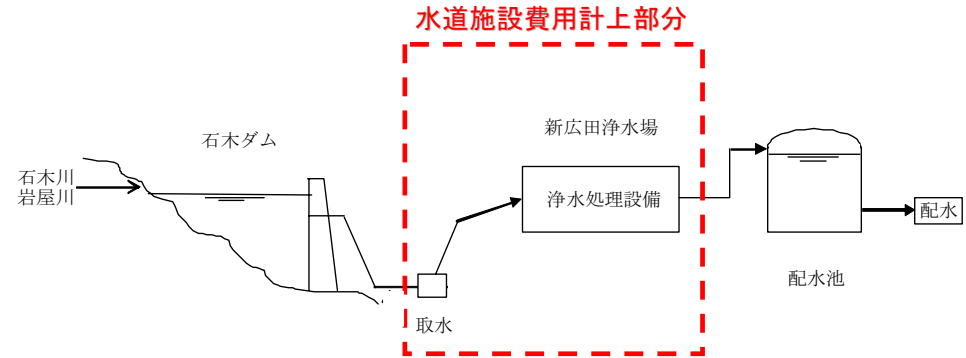 水道施設費用計上部分
石木ダム
新広田浄水場
石木川
岩屋川
浄水処理設備
配水
配水池
取水